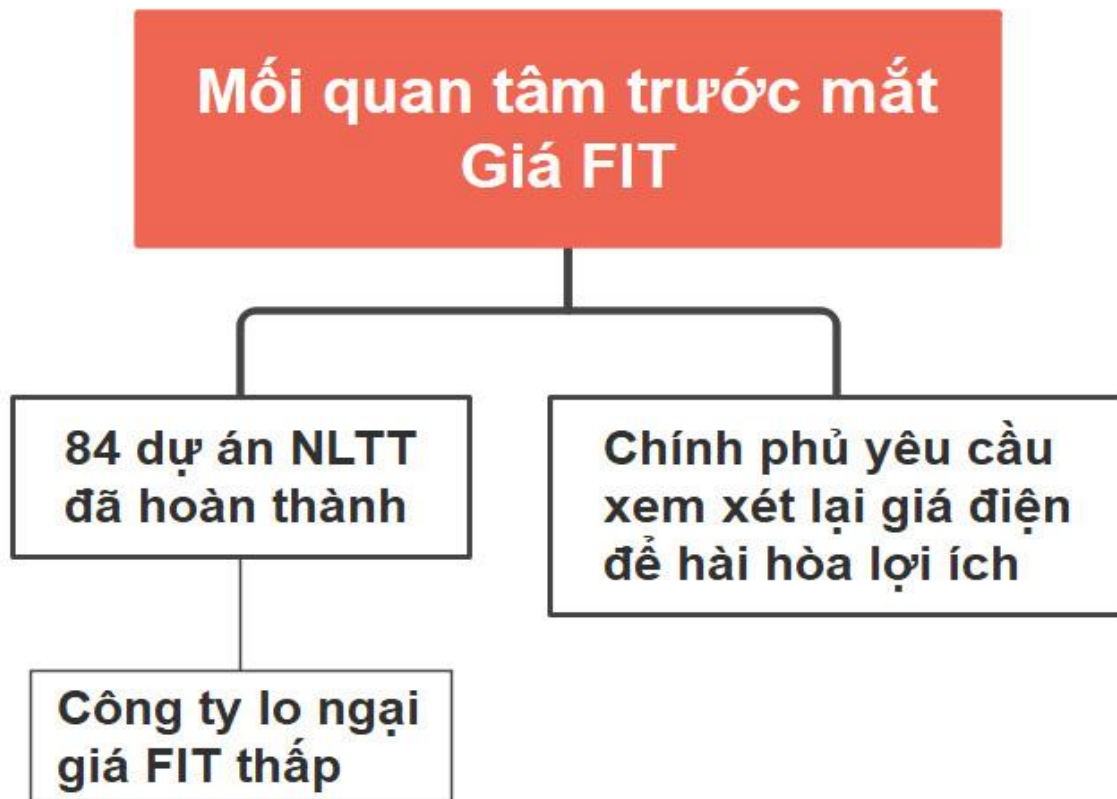 Mối quan tâm trước mắt
Giá FIT
84 dự án NLTT
đã hoàn thành
Chính phủ yêu cầu
xem xét lại giá điện
để hài hòa lợi ích
Công ty lo ngại
giá FIT thấp